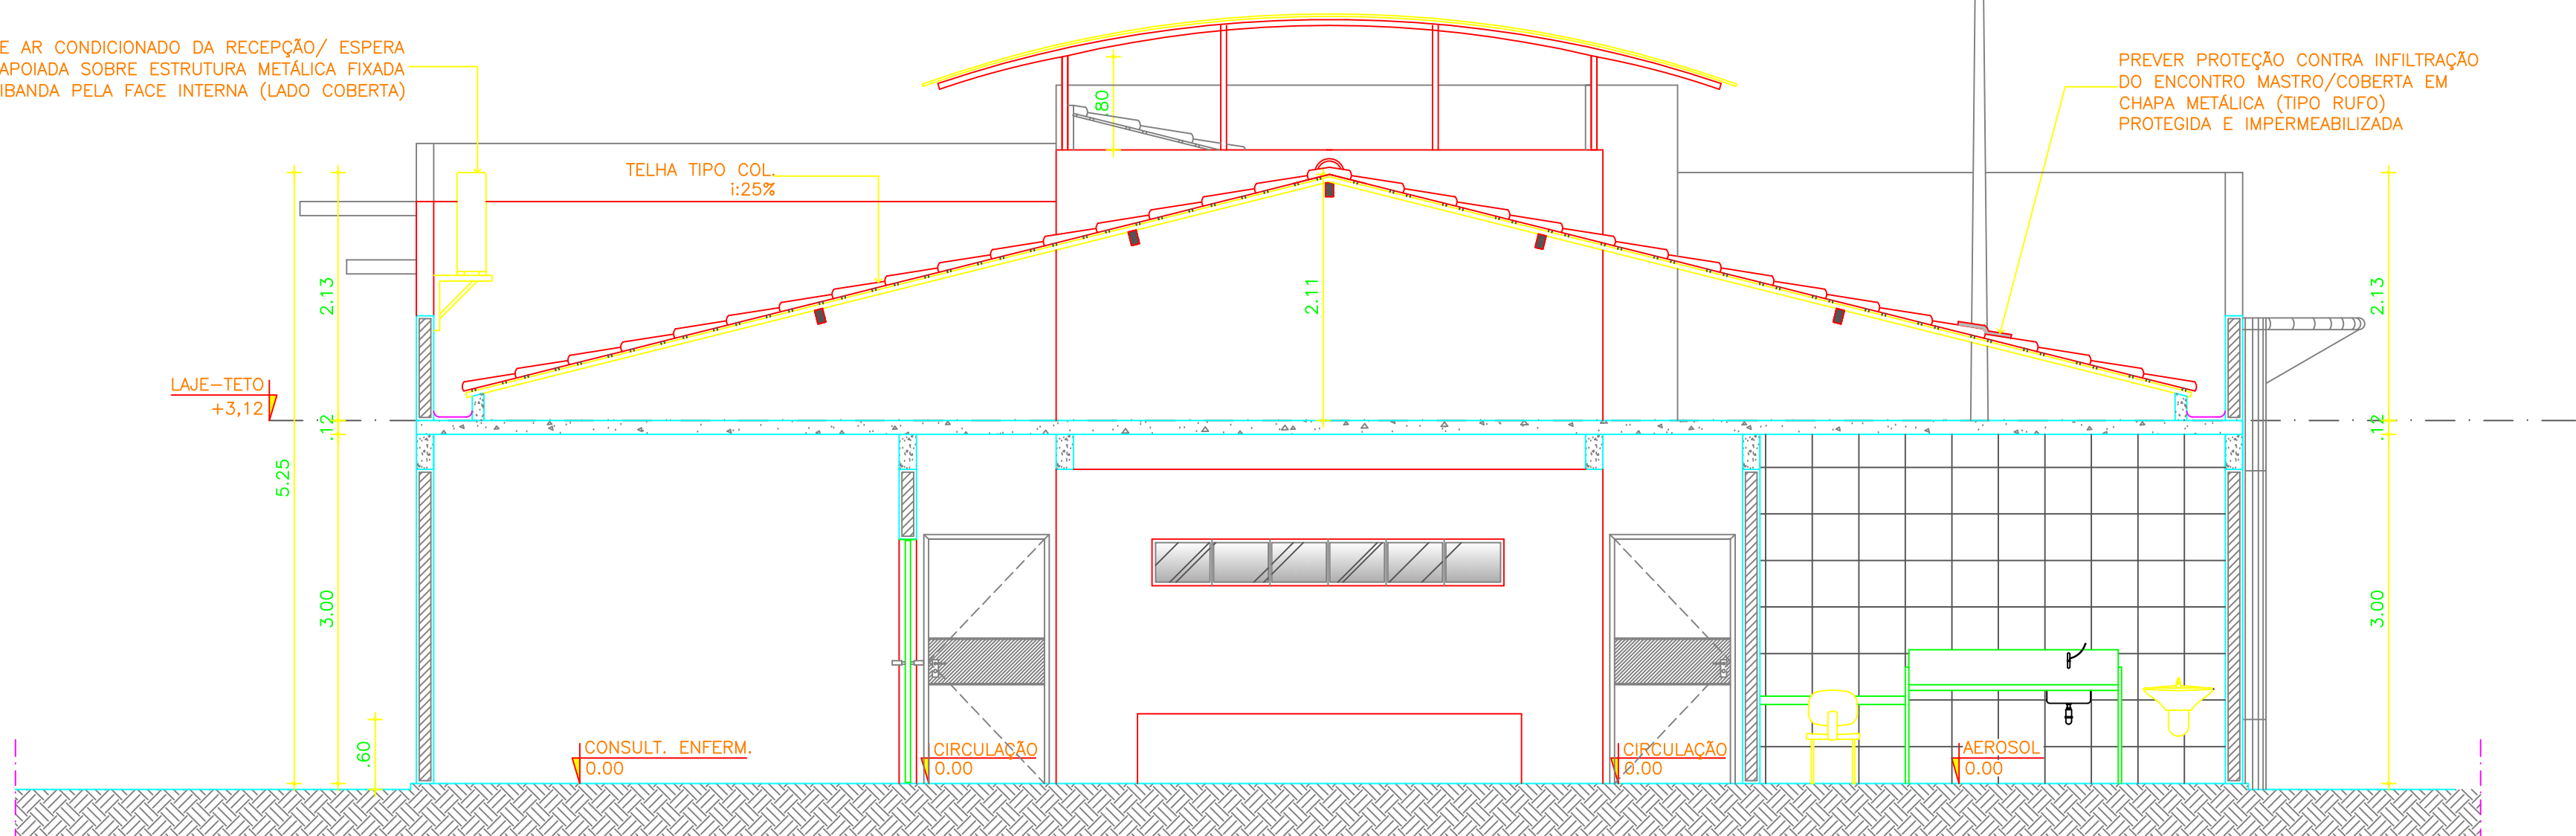 E AR CONDICIONADO DA RECEPÇÃO/ ESPERA
APOIADA SOBRE ESTRUTURA METÁLICA FIXADA
IBANDA PELA FACE INTERNA (LADO COBERTA)
PREVER PROTEÇÃO CONTRA INFILTRAÇÃO
DO ENCONTRO MASTRO/COBERTA EM
CHAPA METÁLICA (TIPO RUFO)
PROTEGIDA E IMPERMEABILIZADA
.80
TELHA TIPO COL.
i:25%
2.13
2.11
2.13
LAJE-TETO
+3,12
.12
.12
5.25
3.00
3.00
.60
CONSULT. ENFERM.
0.00
CIRCULAÇÃO
0.00
CIRCULAÇÃO
0.00
AEROSOL
0.00